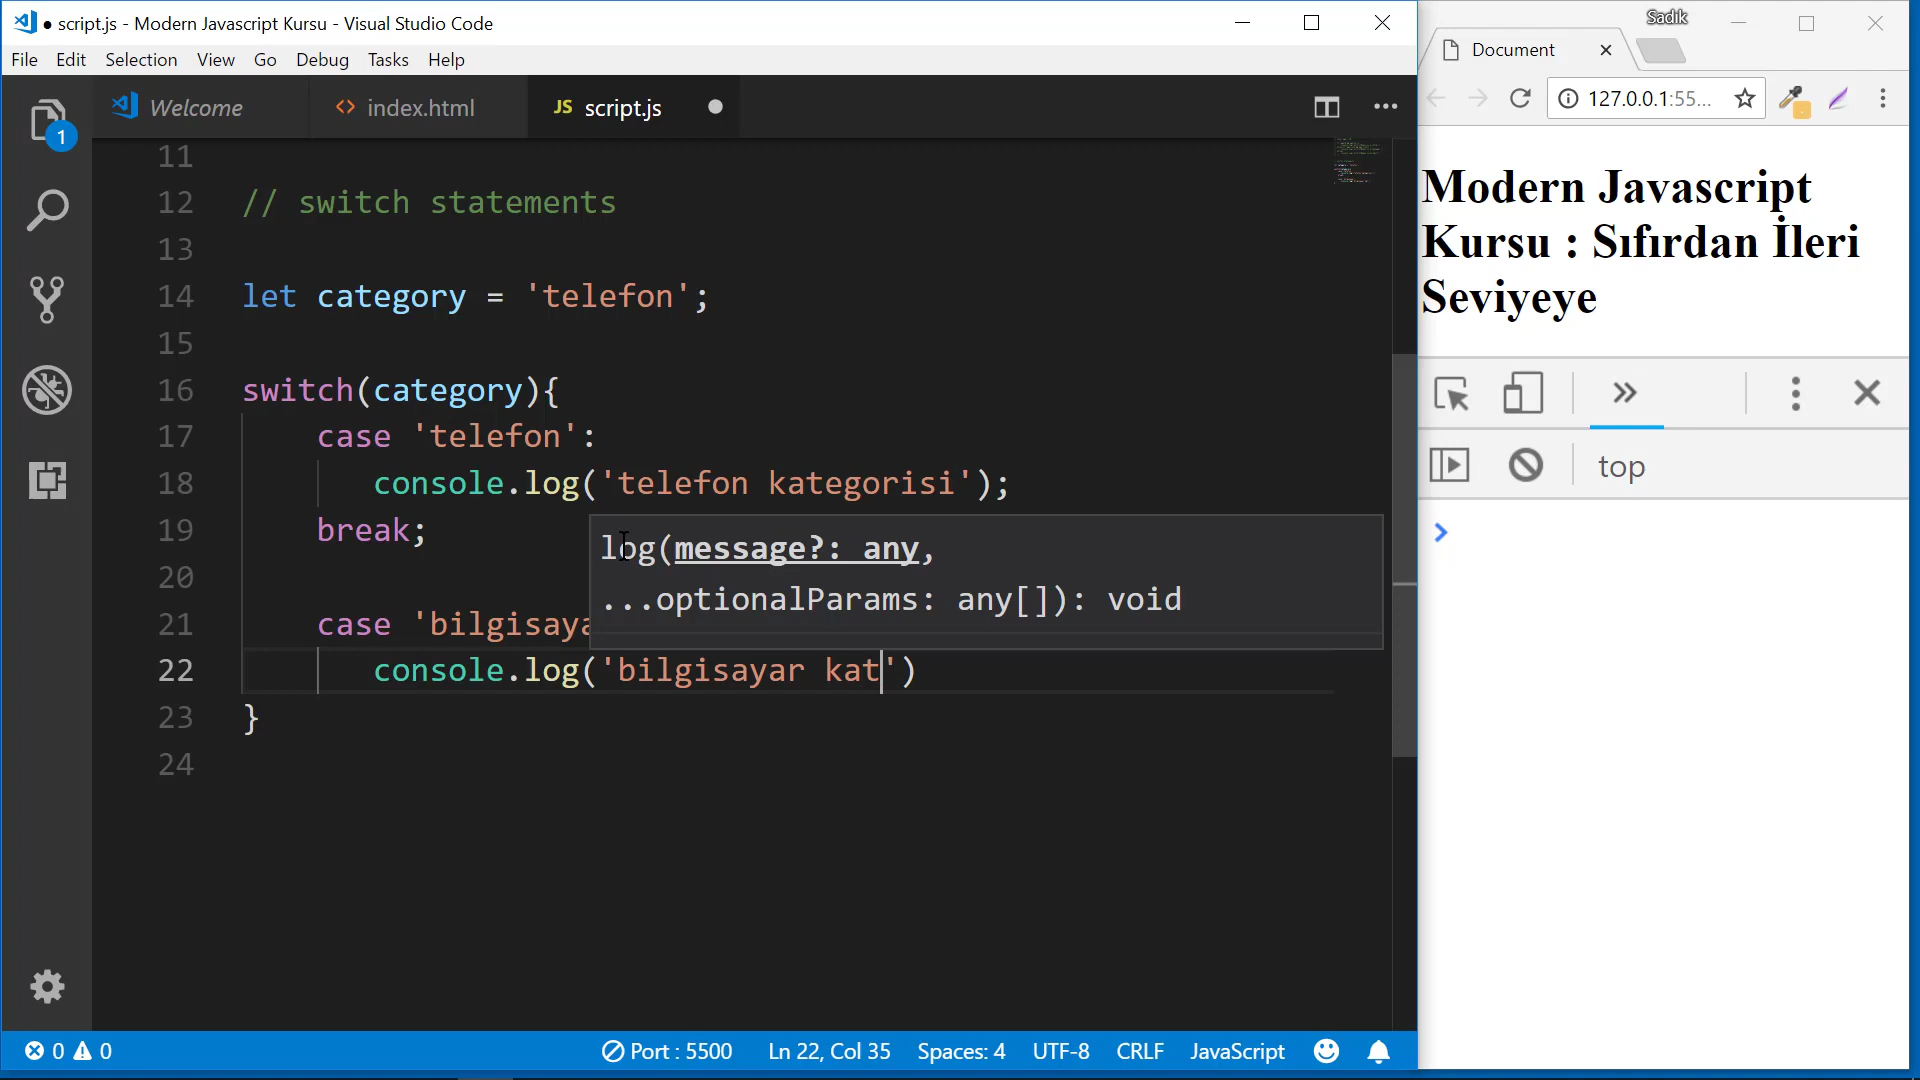 ● script.js - Modern Javascript Kursu - Visual Studio Code
File Edit Selection View Go Debug Tasks Help
1
Welcome
index.html
JS script.js
11
12 // switch statements
13
14 let category = 'telefon';
15
16 switch(category){
17 case 'telefon':
18 console.log('telefon kategorisi');
19 break;
20
21 case 'bilgisaya
22 console.log('bilgisayar kat')
23 }
24
log(message?: any,
...optionalParams: any[]): void
0 0
Port : 5500 Ln 22, Col 35 Spaces: 4 UTF-8 CRLF JavaScript
Sadik
Document
127.0.0.1:55...
Modern Javascript
Kursu : Sıfırdan İleri
Seviyeye
top